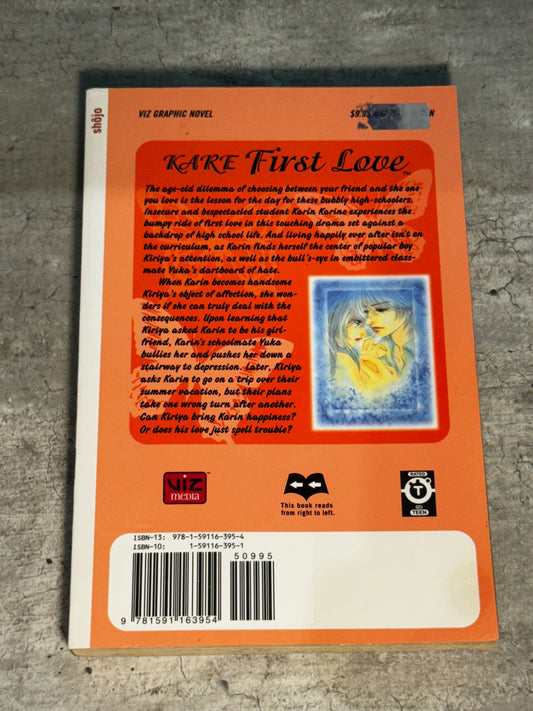 shôjo
VIZ GRAPHIC NOVEL
$9.95 US/ N
KARE First Love™
The age-old dilemma of choosing between your friend and the one
you love is the lesson for the day for these bubbly high-schoolers.
Insecure and bespectacled student Karin Karino experiences the
bumpy ride of first love in this touching drama set against a
backdrop of high school life. And living happily ever after isn't on
the curriculum, as Karin finds herself the center of popular boy
Kiriya's attention, as well as the bull's-eye in embittered class-
mate Yuka's dartboard of hate.
When Karin becomes handsome
Kiriya's object of affection, she won-
ders if she can truly deal with the
consequences. Upon learning that
Kiriya asked Karin to be his girl-
friend, Karin's schoolmate Yuka
bullies her and pushes her down a
stairway to depression. Later, Kiriya
asks Karin to go on a trip over their
summer vacation, but their plans
take one wrong turn after another.
Can Kiriya bring Karin happiness?
Or does his love just spell trouble?
VIZ
MEDIA
This book reads
from right to left.
RATED
T
TEEN
ISBN-13: 978-1-59116-395-4
ISBN-10: 1-59116-395-1
50995
9 781591 163954